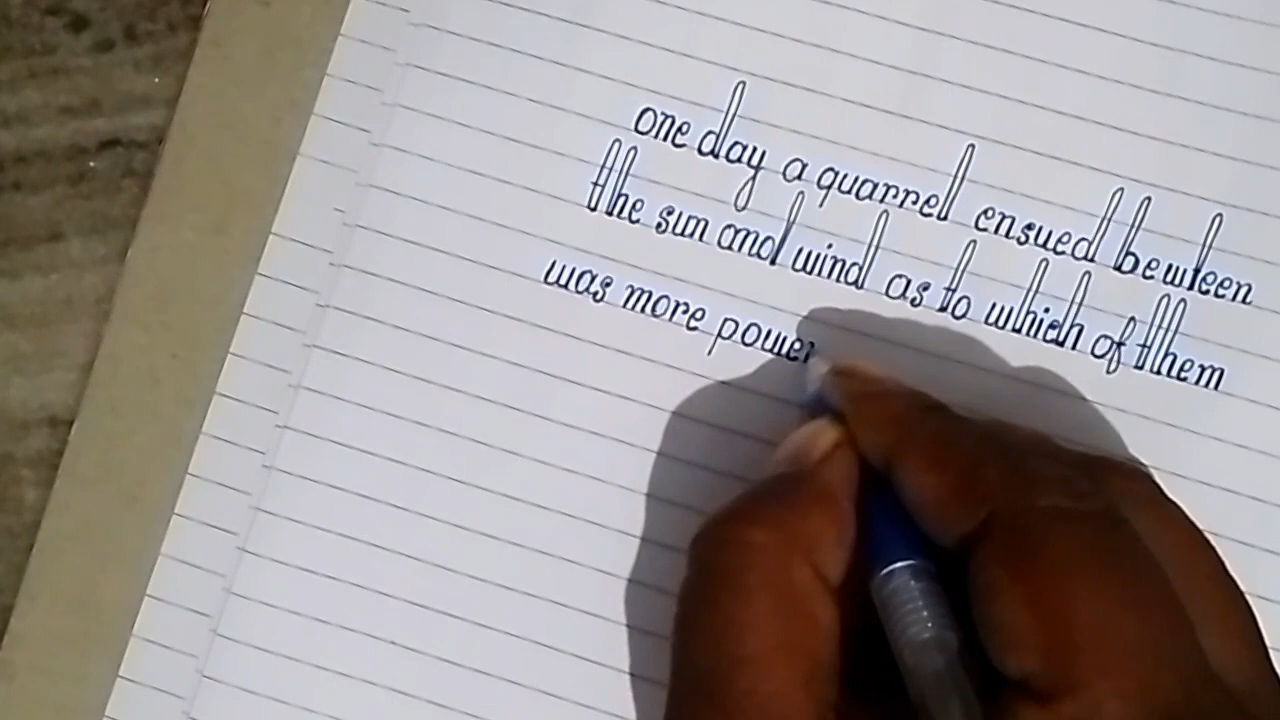 one day a quarrel ensued bewteen
the sun and wind as to which of them
was more power